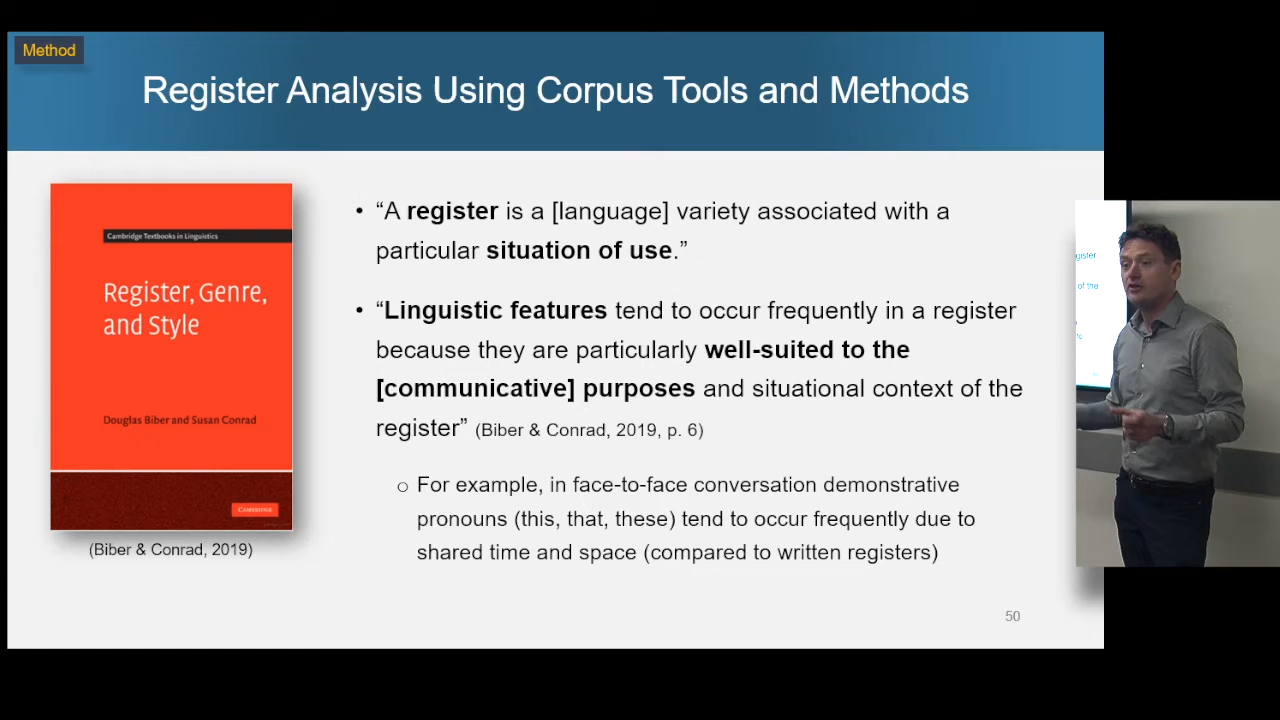 Method
Register Analysis Using Corpus Tools and Methods
Cambridge Textbooks in Linguistics
Register, Genre,
and Style
Douglas Biber and Susan Conrad
CAMBRIDGE
(Biber & Conrad, 2019)
• “A register is a [language] variety associated with a
particular situation of use.”
• “Linguistic features tend to occur frequently in a register
because they are particularly well-suited to the
[communicative] purposes and situational context of the
register” (Biber & Conrad, 2019, p. 6)
o For example, in face-to-face conversation demonstrative
pronouns (this, that, these) tend to occur frequently due to
shared time and space (compared to written registers)
50
gister
of the